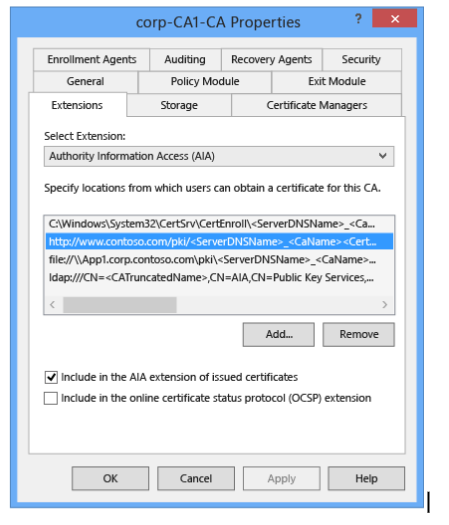 corp-CA1-CA Properties
?
×
Enrollment Agents Auditing Recovery Agents Security
General Policy Module Exit Module
Extensions Storage Certificate Managers
Select Extension:
Authority Information Access (AIA)
Specify locations from which users can obtain a certificate for this CA.
C:\Windows\System32\CertSrv\CertEnroll\<ServerDNSName>_<Ca...
http://www.contoso.com/pki/<ServerDNSName>_<CaName><Cert...
file://\\App1.corp.contoso.com\pki\<ServerDNSName>_<CaName>...
ldap:///CN=<CATruncatedName>,CN=AIA,CN=Public Key Services,...
Add... Remove
Include in the AIA extension of issued certificates
Include in the online certificate status protocol (OCSP) extension
OK Cancel Apply Help